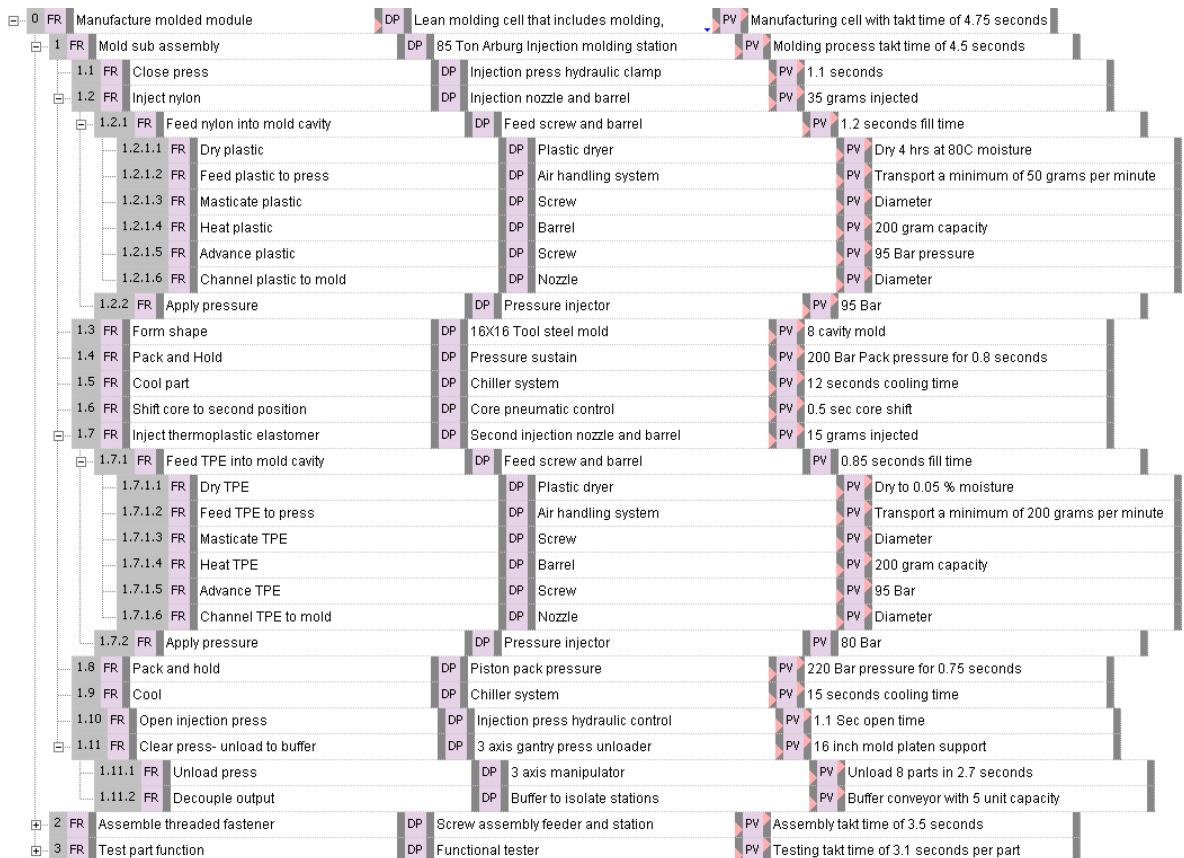 0 FR Manufacture molded module DP Lean molding cell that includes molding, PV Manufacturing cell with takt time of 4.75 seconds
1 FR Mold sub assembly DP 85 Ton Arburg Injection molding station PV Molding process takt time of 4.5 seconds
1.1 FR Close press DP Injection press hydraulic clamp PV 1.1 seconds
1.2 FR Inject nylon DP Injection nozzle and barrel PV 35 grams injected
1.2.1 FR Feed nylon into mold cavity DP Feed screw and barrel PV 1.2 seconds fill time
1.2.1.1 FR Dry plastic DP Plastic dryer PV Dry 4 hrs at 80C moisture
1.2.1.2 FR Feed plastic to press DP Air handling system PV Transport a minimum of 50 grams per minute
1.2.1.3 FR Masticate plastic DP Screw PV Diameter
1.2.1.4 FR Heat plastic DP Barrel PV 200 gram capacity
1.2.1.5 FR Advance plastic DP Screw PV 95 Bar pressure
1.2.1.6 FR Channel plastic to mold DP Nozzle PV Diameter
1.2.2 FR Apply pressure DP Pressure injector PV 95 Bar
1.3 FR Form shape DP 16X16 Tool steel mold PV 8 cavity mold
1.4 FR Pack and Hold DP Pressure sustain PV 200 Bar Pack pressure for 0.8 seconds
1.5 FR Cool part DP Chiller system PV 12 seconds cooling time
1.6 FR Shift core to second position DP Core pneumatic control PV 0.5 sec core shift
1.7 FR Inject thermoplastic elastomer DP Second injection nozzle and barrel PV 15 grams injected
1.7.1 FR Feed TPE into mold cavity DP Feed screw and barrel PV 0.85 seconds fill time
1.7.1.1 FR Dry TPE DP Plastic dryer PV Dry to 0.05 % moisture
1.7.1.2 FR Feed TPE to press DP Air handling system PV Transport a minimum of 200 grams per minute
1.7.1.3 FR Masticate TPE DP Screw PV Diameter
1.7.1.4 FR Heat TPE DP Barrel PV 200 gram capacity
1.7.1.5 FR Advance TPE DP Screw PV 95 Bar
1.7.1.6 FR Channel TPE to mold DP Nozzle PV Diameter
1.7.2 FR Apply pressure DP Pressure injector PV 80 Bar
1.8 FR Pack and hold DP Piston pack pressure PV 220 Bar pressure for 0.75 seconds
1.9 FR Cool DP Chiller system PV 15 seconds cooling time
1.10 FR Open injection press DP Injection press hydraulic control PV 1.1 Sec open time
1.11 FR Clear press- unload to buffer DP 3 axis gantry press unloader PV 16 inch mold platen support
1.11.1 FR Unload press DP 3 axis manipulator PV Unload 8 parts in 2.7 seconds
1.11.2 FR Decouple output DP Buffer to isolate stations PV Buffer conveyor with 5 unit capacity
2 FR Assemble threaded fastener DP Screw assembly feeder and station PV Assembly takt time of 3.5 seconds
3 FR Test part function DP Functional tester PV Testing takt time of 3.1 seconds per part